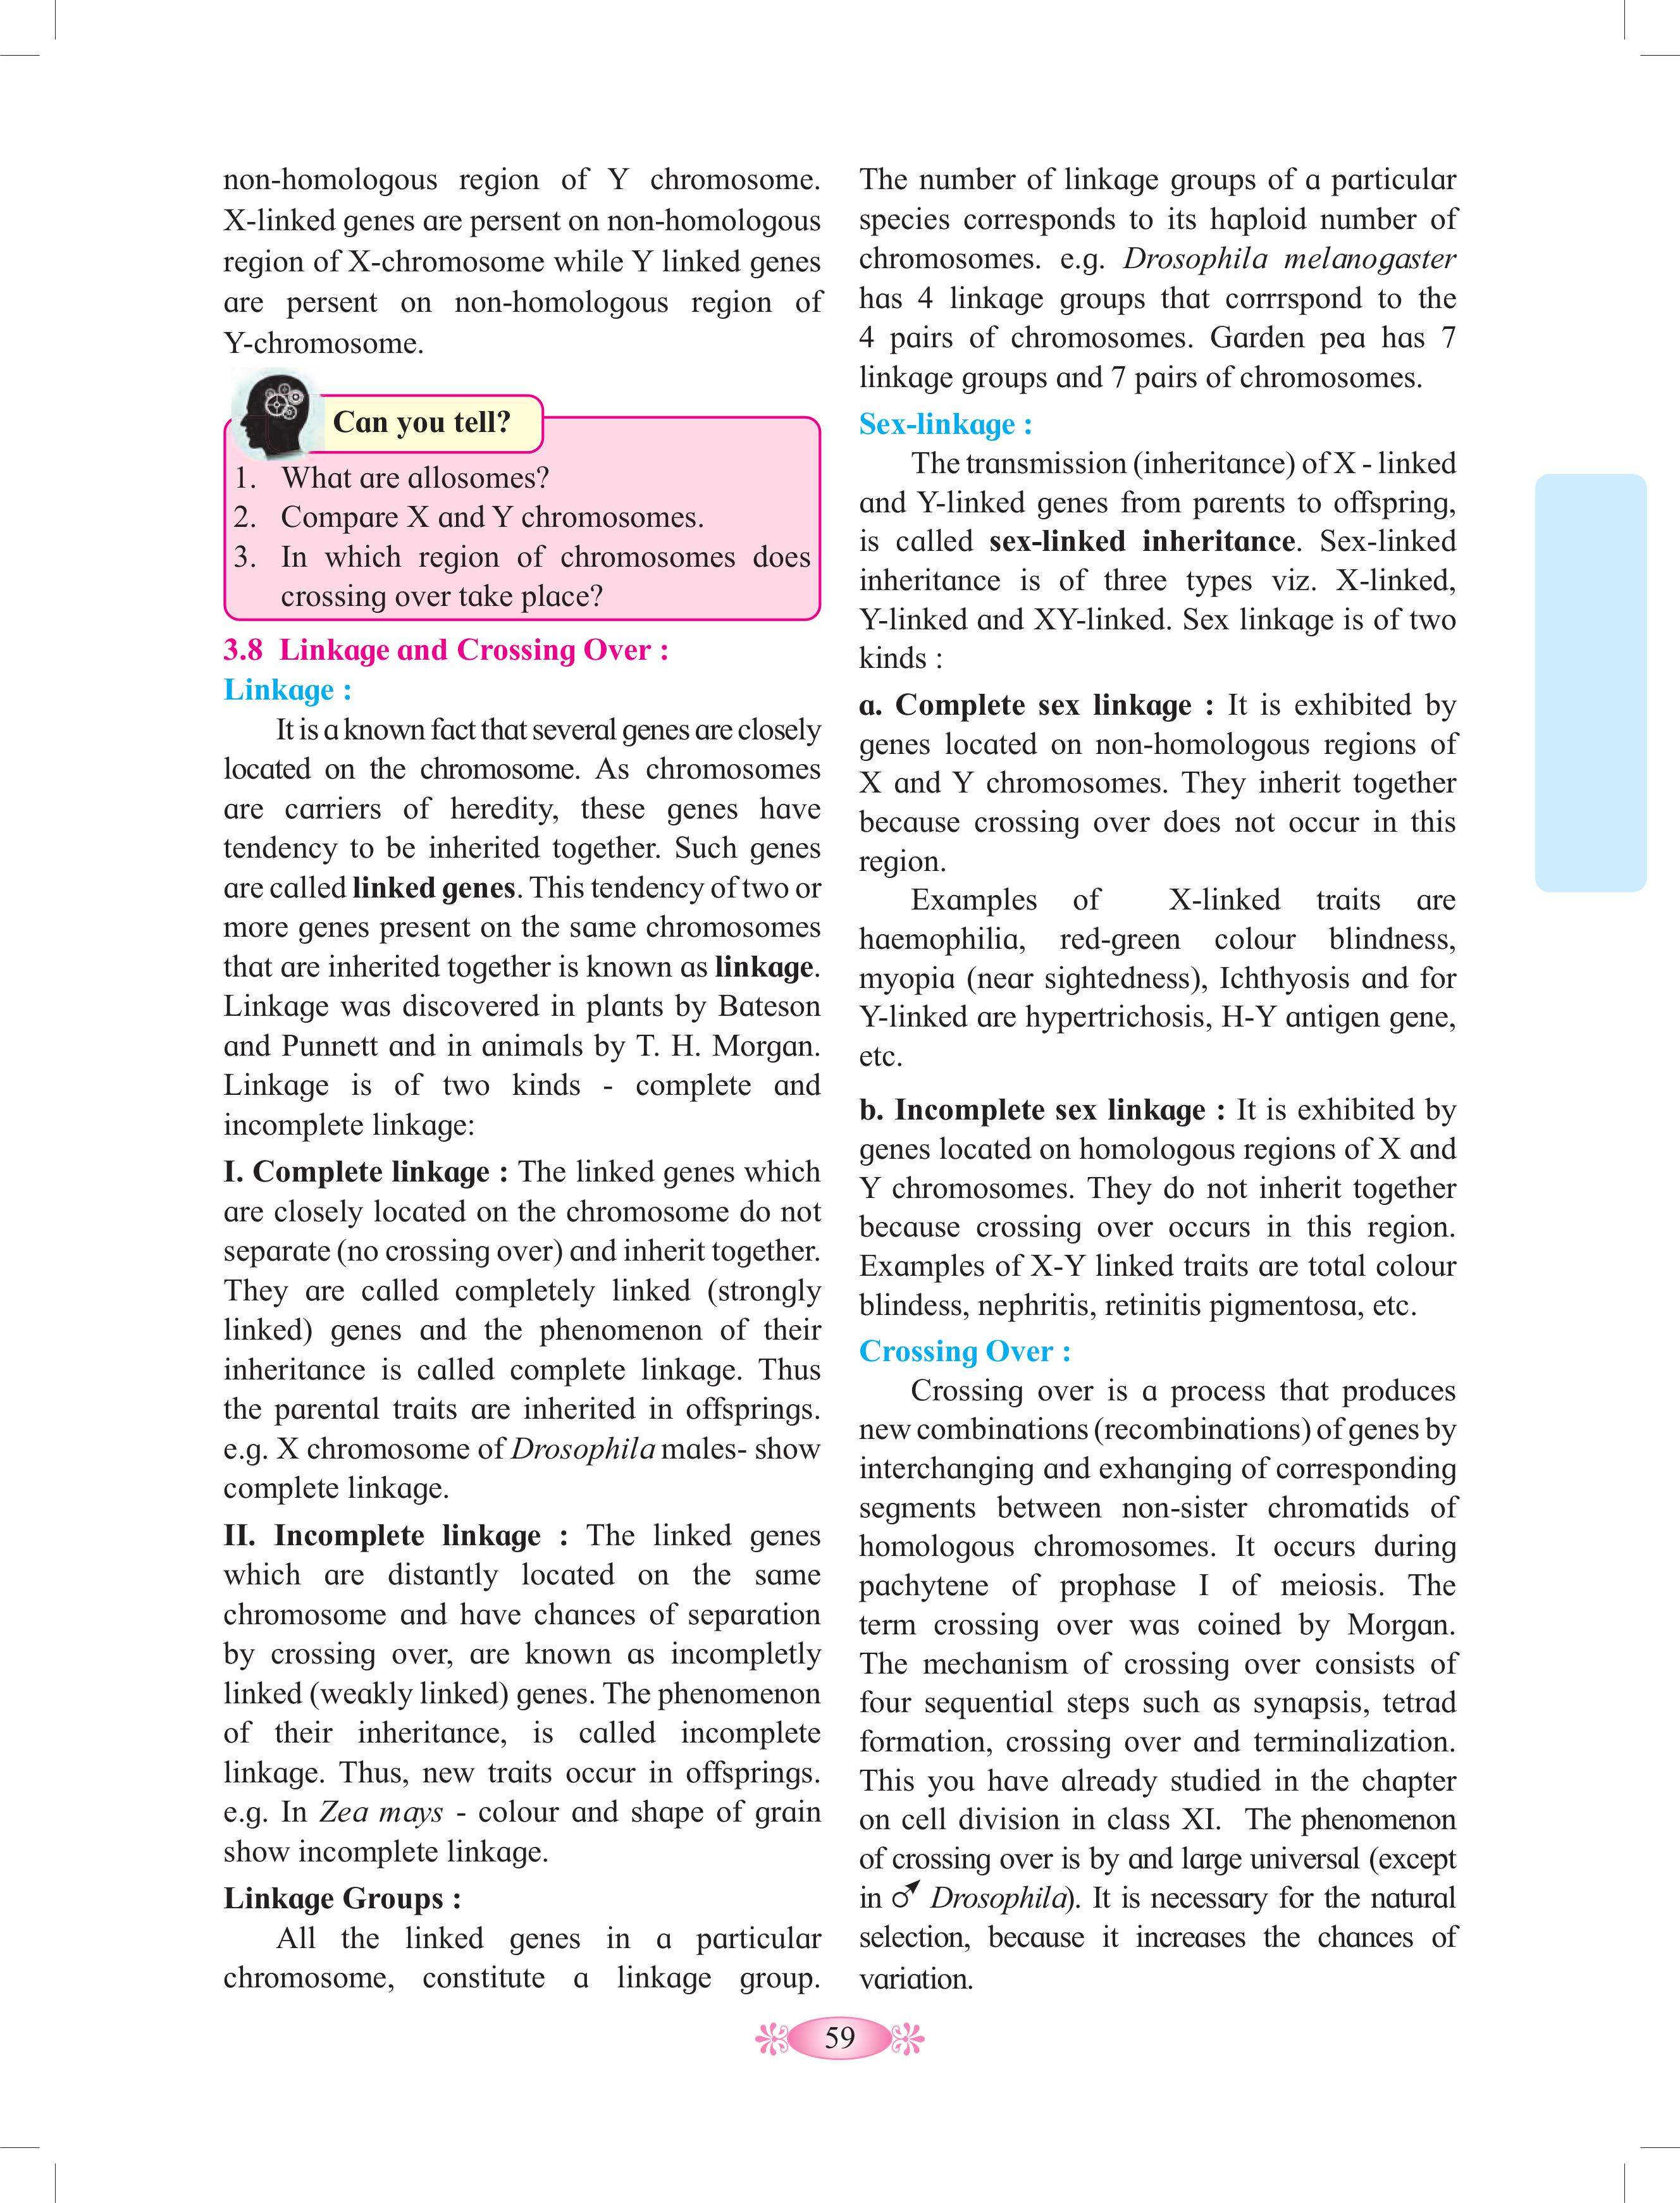 non-homologous region of Y chromosome.
X-linked genes are persent on non-homologous
region of X-chromosome while Y linked genes
are persent on non-homologous region of
Y-chromosome.
Can you tell?
1. What are allosomes?
2. Compare X and Y chromosomes.
3. In which region of chromosomes does
crossing over take place?
3.8 Linkage and Crossing Over :
Linkage :
It is a known fact that several genes are closely
located on the chromosome. As chromosomes
are carriers of heredity, these genes have
tendency to be inherited together. Such genes
are called linked genes. This tendency of two or
more genes present on the same chromosomes
that are inherited together is known as linkage.
Linkage was discovered in plants by Bateson
and Punnett and in animals by T. H. Morgan.
Linkage is of two kinds - complete and
incomplete linkage:
I. Complete linkage : The linked genes which
are closely located on the chromosome do not
separate (no crossing over) and inherit together.
They are called completely linked (strongly
linked) genes and the phenomenon of their
inheritance is called complete linkage. Thus
the parental traits are inherited in offsprings.
e.g. X chromosome of Drosophila males- show
complete linkage.
II. Incomplete linkage : The linked genes
which are distantly located on the same
chromosome and have chances of separation
by crossing over, are known as incompletly
linked (weakly linked) genes. The phenomenon
of their inheritance, is called incomplete
linkage. Thus, new traits occur in offsprings.
e.g. In Zea mays - colour and shape of grain
show incomplete linkage.
Linkage Groups :
All the linked genes in a particular
chromosome, constitute a linkage group.
The number of linkage groups of a particular
species corresponds to its haploid number of
chromosomes. e.g. Drosophila melanogaster
has 4 linkage groups that corrrspond to the
4 pairs of chromosomes. Garden pea has 7
linkage groups and 7 pairs of chromosomes.
Sex-linkage :
The transmission (inheritance) of X - linked
and Y-linked genes from parents to offspring,
is called sex-linked inheritance. Sex-linked
inheritance is of three types viz. X-linked,
Y-linked and XY-linked. Sex linkage is of two
kinds :
a. Complete sex linkage : It is exhibited by
genes located on non-homologous regions of
X and Y chromosomes. They inherit together
because crossing over does not occur in this
region.
Examples of X-linked traits are
haemophilia, red-green colour blindness,
myopia (near sightedness), Ichthyosis and for
Y-linked are hypertrichosis, H-Y antigen gene,
etc.
b. Incomplete sex linkage : It is exhibited by
genes located on homologous regions of X and
Y chromosomes. They do not inherit together
because crossing over occurs in this region.
Examples of X-Y linked traits are total colour
blindess, nephritis, retinitis pigmentosa, etc.
Crossing Over :
Crossing over is a process that produces
new combinations (recombinations) of genes by
interchanging and exhanging of corresponding
segments between non-sister chromatids of
homologous chromosomes. It occurs during
pachytene of prophase I of meiosis. The
term crossing over was coined by Morgan.
The mechanism of crossing over consists of
four sequential steps such as synapsis, tetrad
formation, crossing over and terminalization.
This you have already studied in the chapter
on cell division in class XI. The phenomenon
of crossing over is by and large universal (except
in ♂ Drosophila). It is necessary for the natural
selection, because it increases the chances of
variation.
59